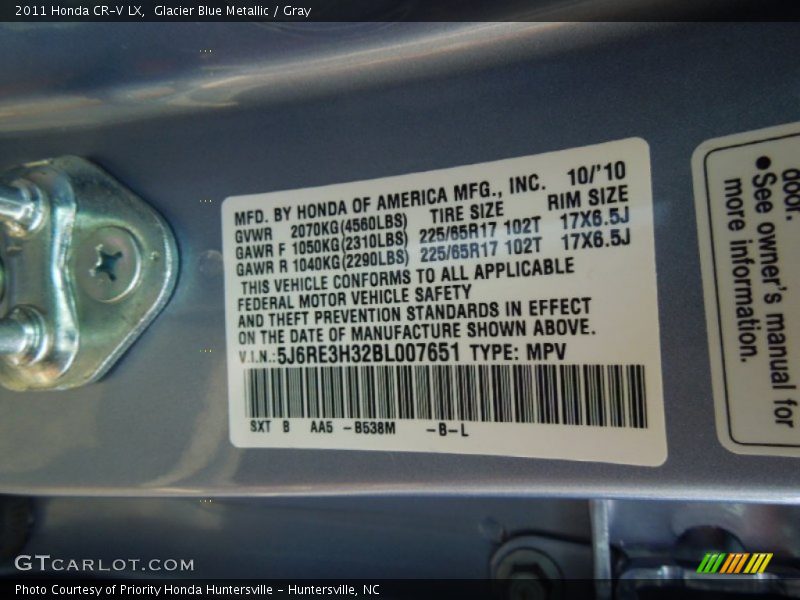 2011 Honda CR-V LX,  Glacier Blue Metallic / Gray
MFD. BY HONDA OF AMERICA MFG., INC. 10/'10
GVWR 2070KG(4560LBS) TIRE SIZE RIM SIZE
GAWR F 1050KG(2310LBS) 225/65R17 102T 17X6.5J
GAWR R 1040KG(2290LBS) 225/65R17 102T 17X6.5J
THIS VEHICLE CONFORMS TO ALL APPLICABLE
FEDERAL MOTOR VEHICLE SAFETY
AND THEFT PREVENTION STANDARDS IN EFFECT
ON THE DATE OF MANUFACTURE SHOWN ABOVE.
V.I.N.:5J6RE3H32BL007651 TYPE: MPV
SXT B AA5 -B538M -B-L
door.
●See owner's manual for
more information.
GTCARLOT.COM
Photo Courtesy of Priority Honda Huntersville - Huntersville, NC